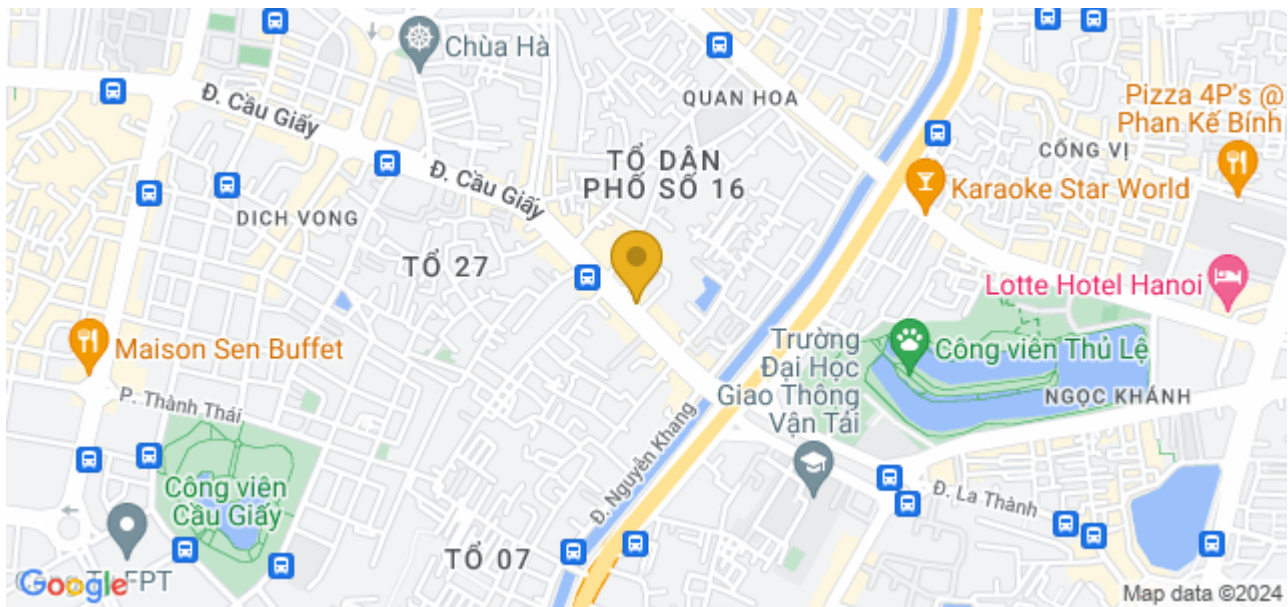 Chùa Hà
Đ. Cầu Giấy
QUAN HOA
Pizza 4P's @
Phan Kế Bính
TỔ DÂN
PHỐ SỐ 16
CỐNG VỊ
Đ. Cầu Giấy
Karaoke Star World
DICH VONG
TỔ 27
Lotte Hotel Hanoi
Maison Sen Buffet
Trường
Đại Học
Giao Thông
Vận Tải
Công viên Thủ Lệ
NGỌC KHÁNH
P. Thành Thái
Đ. Nguyễn Khang
Công viên
Cầu Giấy
Đ. La Thành
TỔ 07
FPT
Google
Map data ©2024